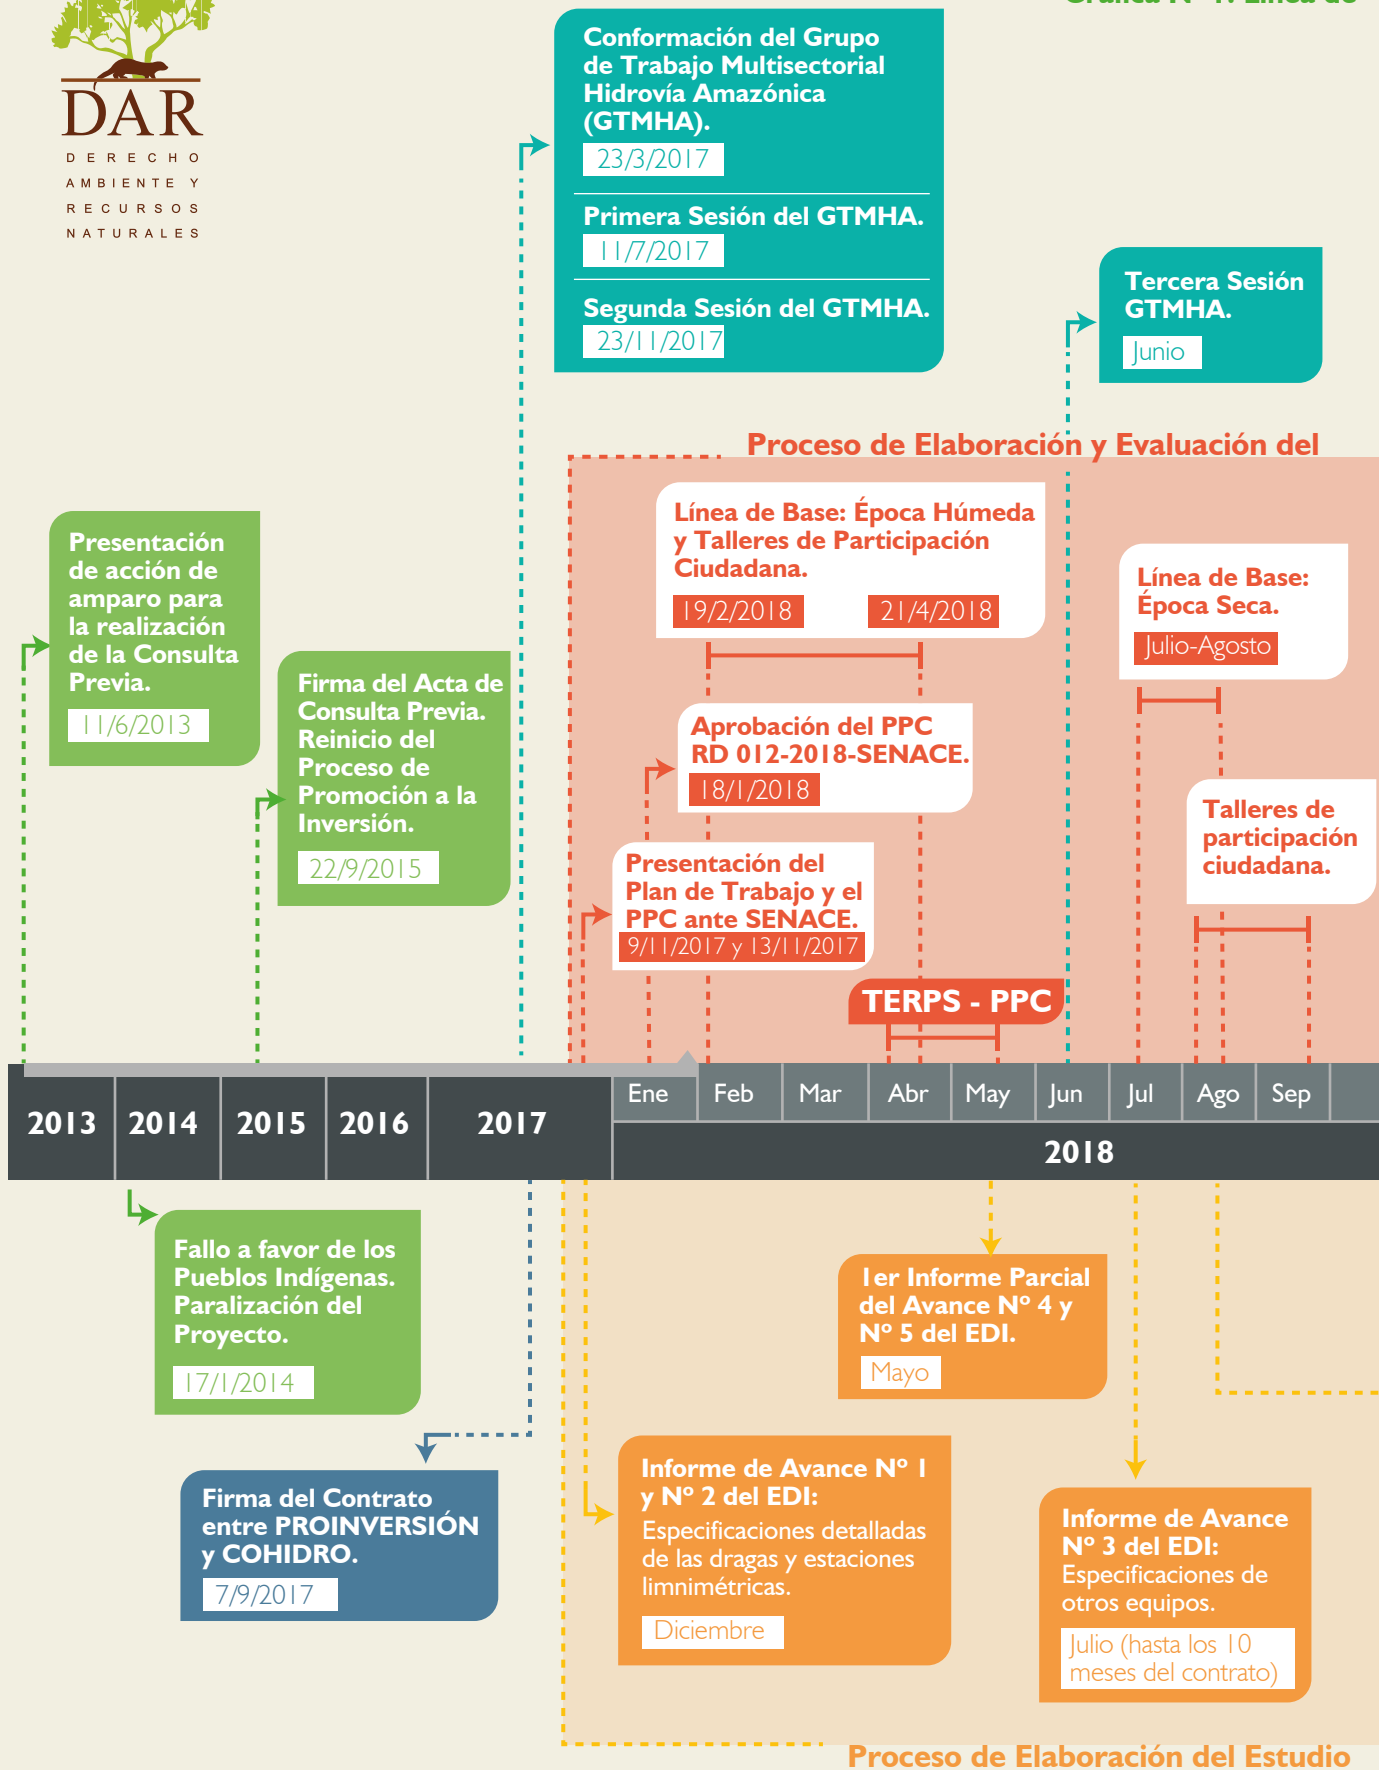 DAR
DERECHO
AMBIENTE Y
RECURSOS
NATURALES
Conformación del Grupo
de Trabajo Multisectorial
Hidrovía Amazónica
(GTMHA).
23/3/2017
Primera Sesión del GTMHA.
11/7/2017
Segunda Sesión del GTMHA.
23/11/2017
Tercera Sesión
GTMHA.
Junio
Proceso de Elaboración y Evaluación del
Línea de Base: Época Húmeda
y Talleres de Participación
Ciudadana.
19/2/2018 21/4/2018
Línea de Base:
Época Seca.
Julio-Agosto
Presentación
de acción de
amparo para
la realización
de la Consulta
Previa.
11/6/2013
Firma del Acta de
Consulta Previa.
Reinicio del
Proceso de
Promoción a la
Inversión.
22/9/2015
Aprobación del PPC
RD 012-2018-SENACE.
18/1/2018
Talleres de
participación
ciudadana.
Presentación del
Plan de Trabajo y el
PPC ante SENACE.
9/11/2017 y 13/11/2017
TERPS - PPC
2013 2014 2015 2016 2017
Ene Feb Mar Abr May Jun Jul Ago Sep
2018
Fallo a favor de los
Pueblos Indígenas.
Paralización del
Proyecto.
17/1/2014
Firma del Contrato
entre PROINVERSIÓN
y COHIDRO.
7/9/2017
1er Informe Parcial
del Avance Nº 4 y
Nº 5 del EDI.
Mayo
Informe de Avance Nº 1
y Nº 2 del EDI:
Especificaciones detalladas
de las dragas y estaciones
limnimétricas.
Diciembre
Informe de Avance
Nº 3 del EDI:
Especificaciones de
otros equipos.
Julio (hasta los 10
meses del contrato)
Proceso de Elaboración del Estudio